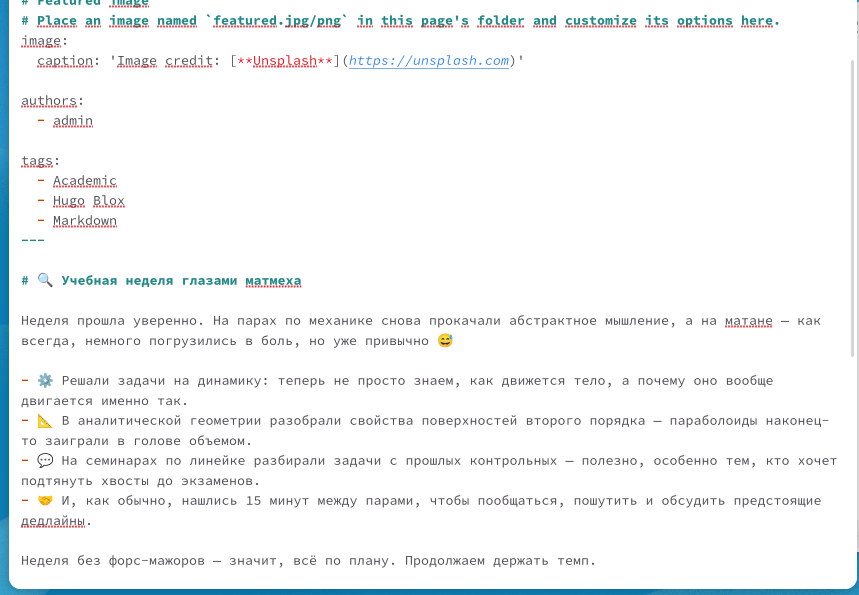 # Featured image
# Place an image named `featured.jpg/png` in this page's folder and customize its options here.
image:
  caption: 'Image credit: [**Unsplash**](https://unsplash.com)'

authors:
  - admin

tags:
  - Academic
  - Hugo Blox
  - Markdown
---

# 🔍 Учебная неделя глазами матмеха

Неделя прошла уверенно. На парах по механике снова прокачали абстрактное мышление, а на матане — как
всегда, немного погрузились в боль, но уже привычно 😅

- ⚙️ Решали задачи на динамику: теперь не просто знаем, как движется тело, а почему оно вообще
двигается именно так.
- 📐 В аналитической геометрии разобрали свойства поверхностей второго порядка — параболоиды наконец-
то заиграли в голове объемом.
- 💬 На семинарах по линейке разбирали задачи с прошлых контрольных — полезно, особенно тем, кто хочет
подтянуть хвосты до экзаменов.
- 🤝 И, как обычно, нашлись 15 минут между парами, чтобы пообщаться, пошутить и обсудить предстоящие
дедлайны.

Неделя без форс-мажоров — значит, всё по плану. Продолжаем держать темп.